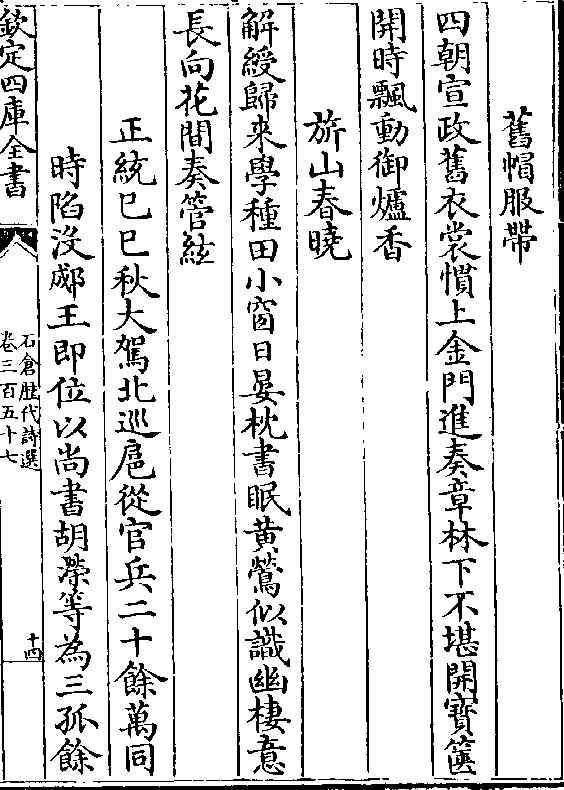 舊帽服帶
四朝宣政舊衣裳慣上金門進奏章林下不堪開寳篋
開時飄動御爐香
旂山春曉
解綬歸來學種田小窗日晏枕書眠黄鶯似識幽棲意
長向花間奏管絃
正統已巳秋大駕北巡扈從官兵二十餘萬同
時陷没郕王即位以尚書胡濙等為三孤餘
欽定四庫全書
石倉歴代詩選
卷三百五十七
十四